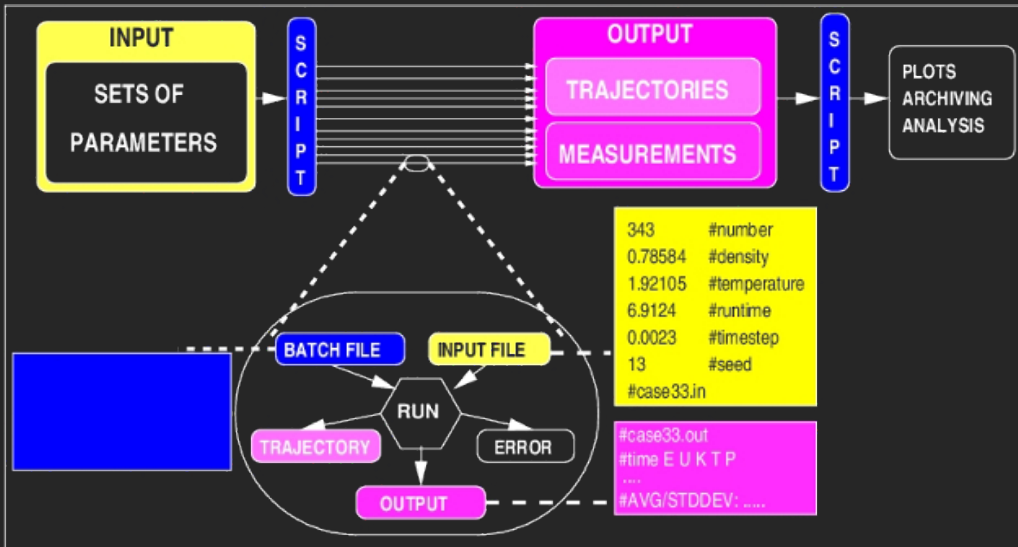 INPUT
SETS OF
PARAMETERS
SCRIPT
OUTPUT
TRAJECTORIES
MEASUREMENTS
SCRIPT
PLOTS
ARCHIVING
ANALYSIS
343 #number
0.78584 #density
1.92105 #temperature
6.9124 #runtime
0.0023 #timestep
13 #seed
#case33.in
BATCH FILE
INPUT FILE
RUN
TRAJECTORY
ERROR
OUTPUT
#case33.out
#time E U K T P
....
#AVG/STDDEV: .....